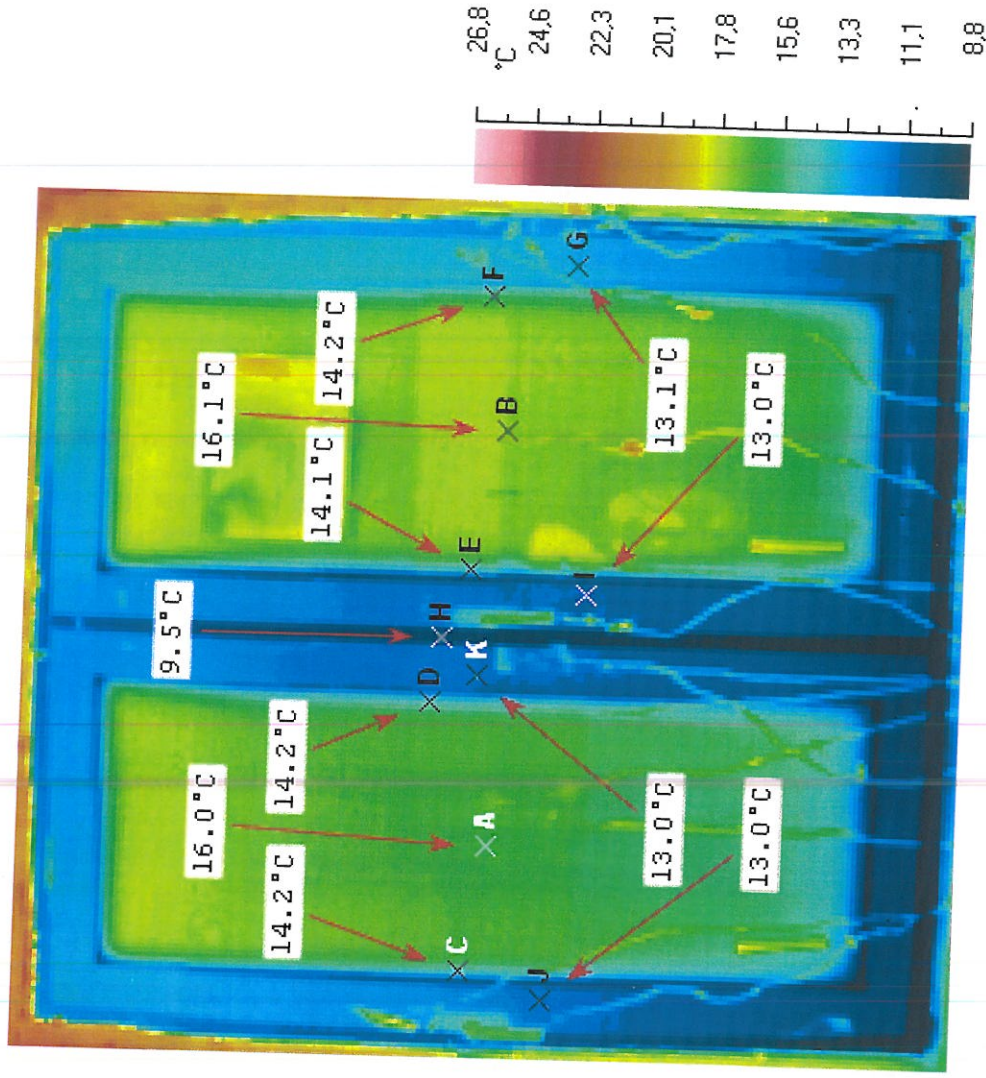 16.0°C
16.1°C
9.5°C
14.2°C
14.2°C
14.1°C
14.2°C
C
A
D
K
H
E
I
B
F
G
J
13.0°C
13.0°C
13.0°C
13.1°C
26,8
°C
24,6
22,3
20,1
17,8
15,6
13,3
11,1
8,8